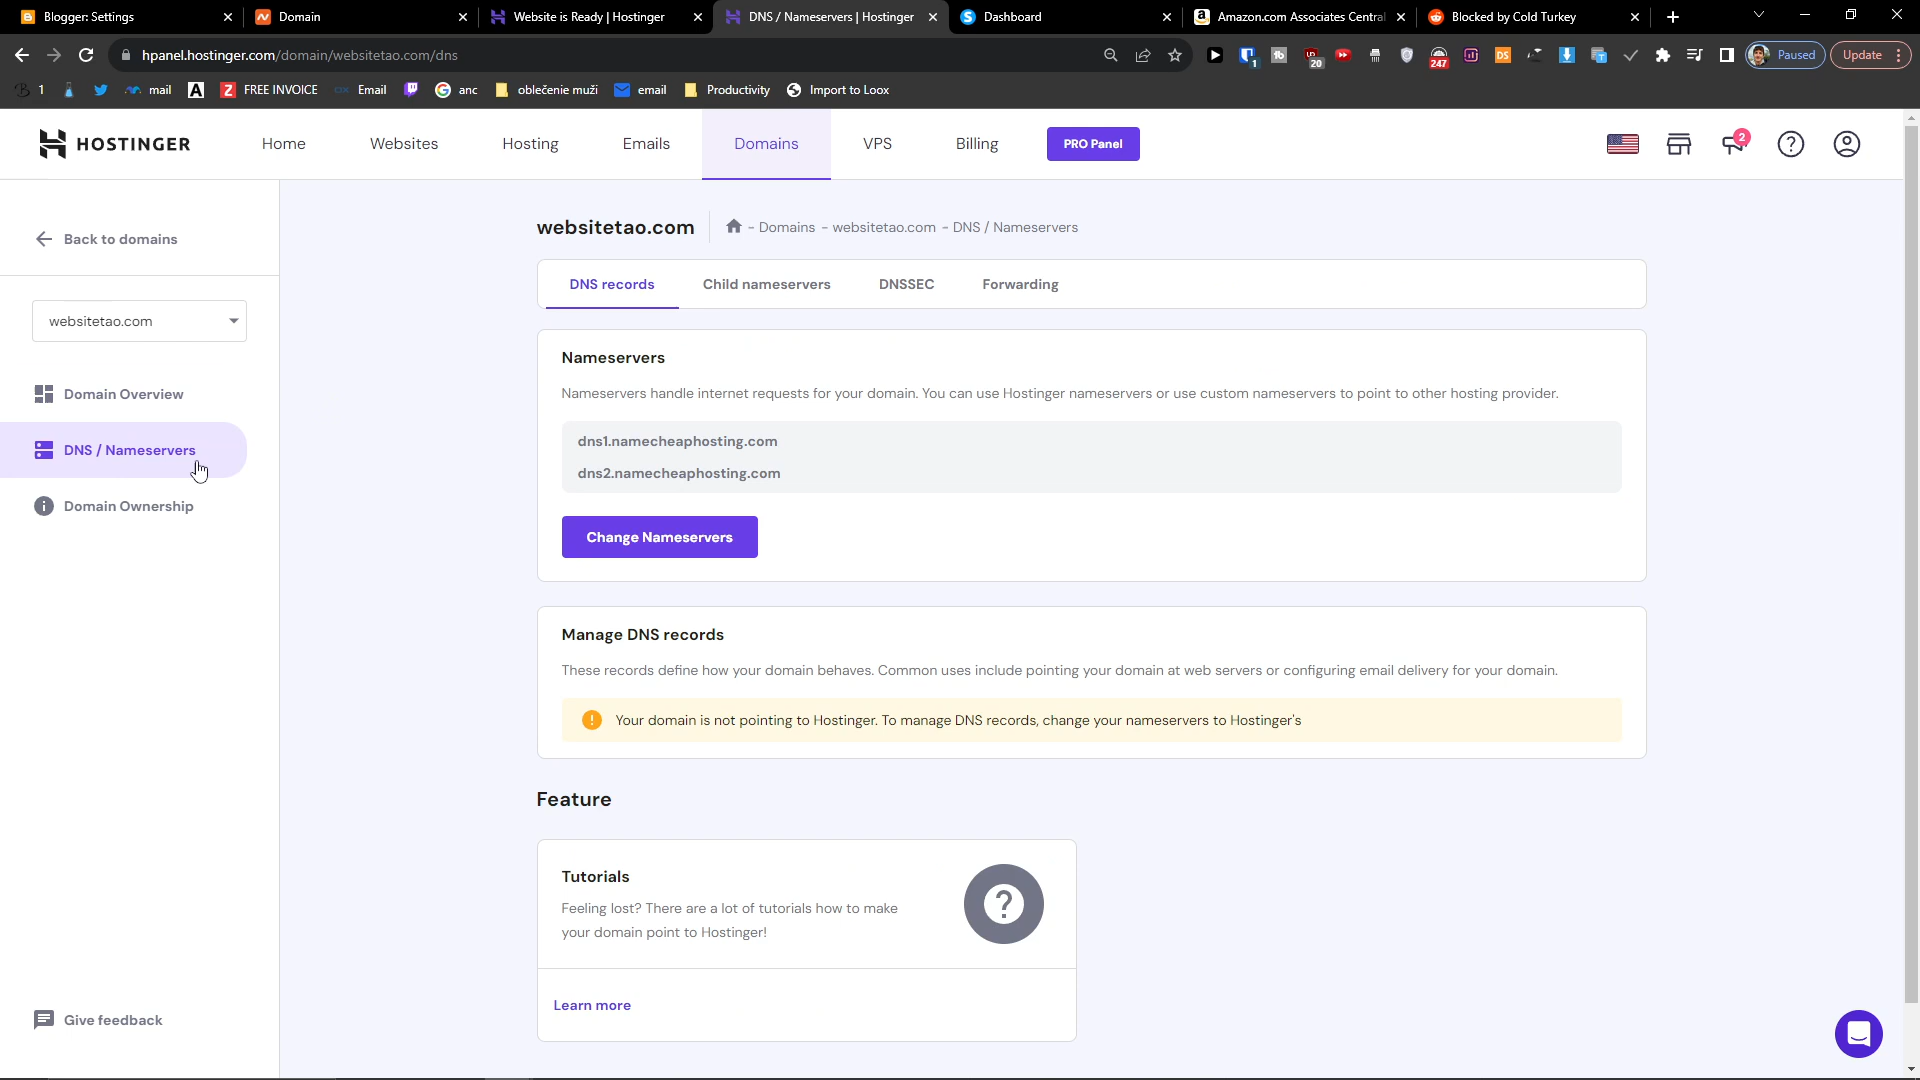 Blogger: Settings
Domain
Website is Ready | Hostinger
DNS / Nameservers | Hostinger
Dashboard
Amazon.com Associates Central
Blocked by Cold Turkey
hpanel.hostinger.com/domain/websitetao.com/dns
1
20
247
DS
Paused
Update
1
mail
FREE INVOICE
Email
anc
oblečenie muži
email
Productivity
Import to Loox
HOSTINGER
Home
Websites
Hosting
Emails
Domains
VPS
Billing
PRO Panel
2
Back to domains
websitetao.com
Domain Overview
DNS / Nameservers
Domain Ownership
Give feedback
websitetao.com
- Domains - websitetao.com - DNS / Nameservers
DNS records
Child nameservers
DNSSEC
Forwarding
Nameservers
Nameservers handle internet requests for your domain. You can use Hostinger nameservers or use custom nameservers to point to other hosting provider.
dns1.namecheaphosting.com
dns2.namecheaphosting.com
Change Nameservers
Manage DNS records
These records define how your domain behaves. Common uses include pointing your domain at web servers or configuring email delivery for your domain.
Your domain is not pointing to Hostinger. To manage DNS records, change your nameservers to Hostinger's
Feature
Tutorials
Feeling lost? There are a lot of tutorials how to make
your domain point to Hostinger!
Learn more